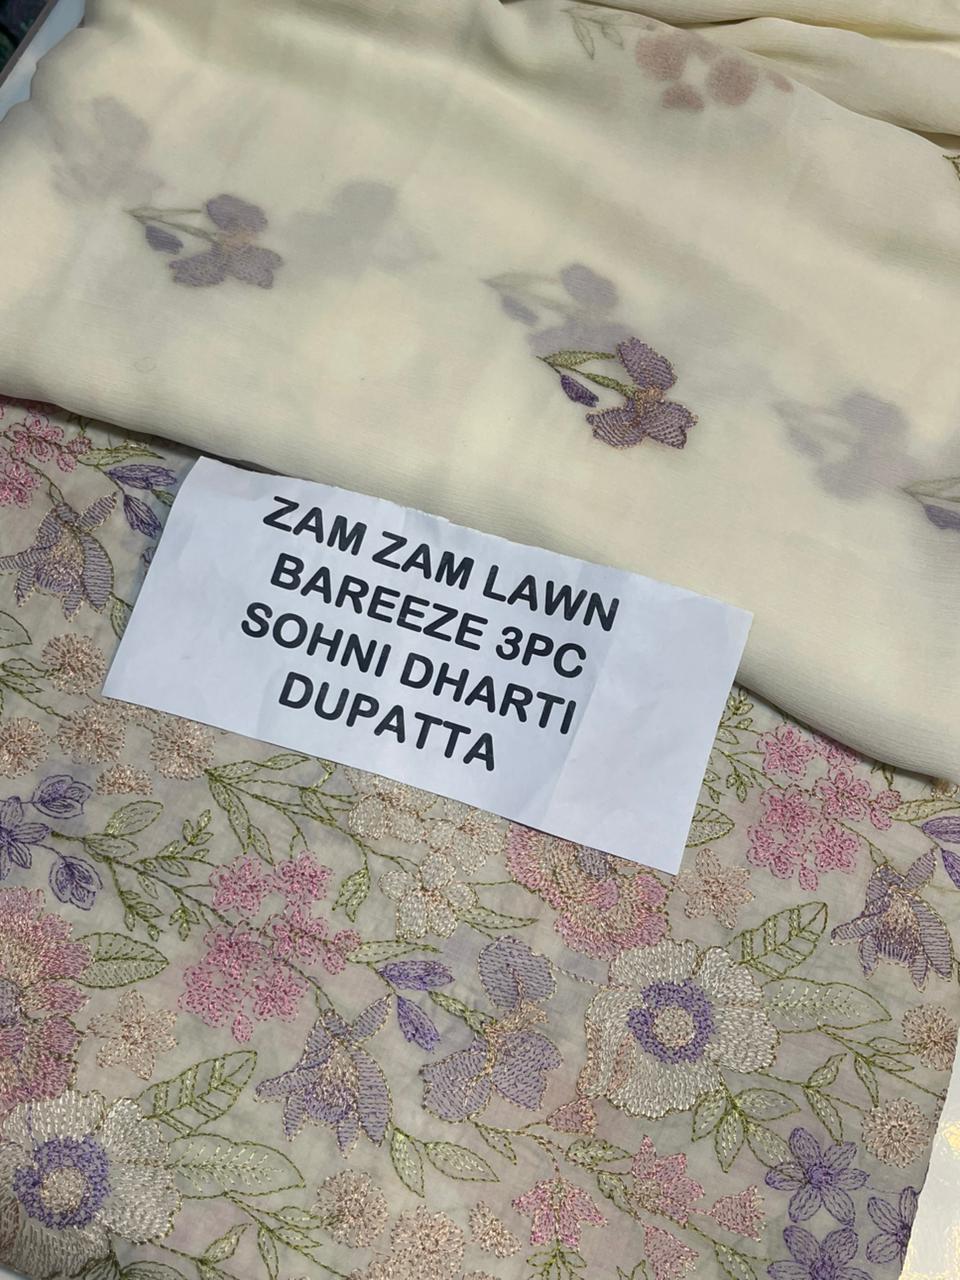 ZAM ZAM LAWN
BAREEZE 3PC
SOHNI DHARTI
DUPATTA